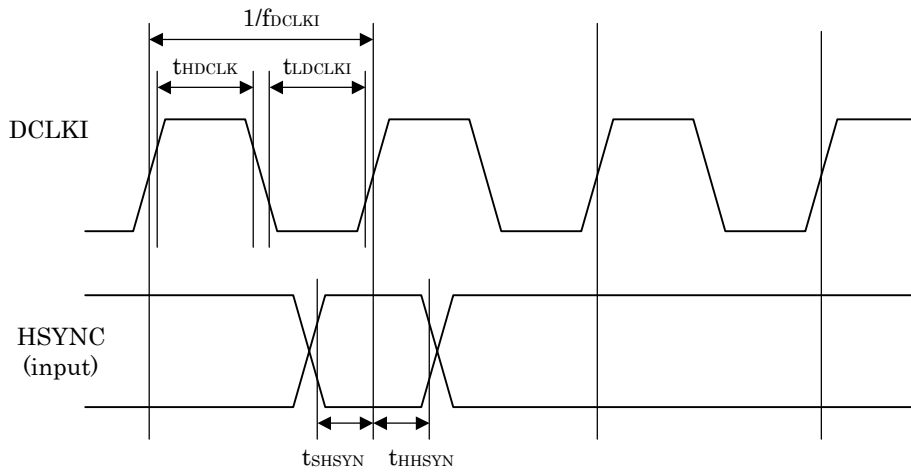 1/fDCLKI
tHDCLK
tLDCLKI
DCLKI
HSYNC
(input)
tSHSYN
tHHSYN